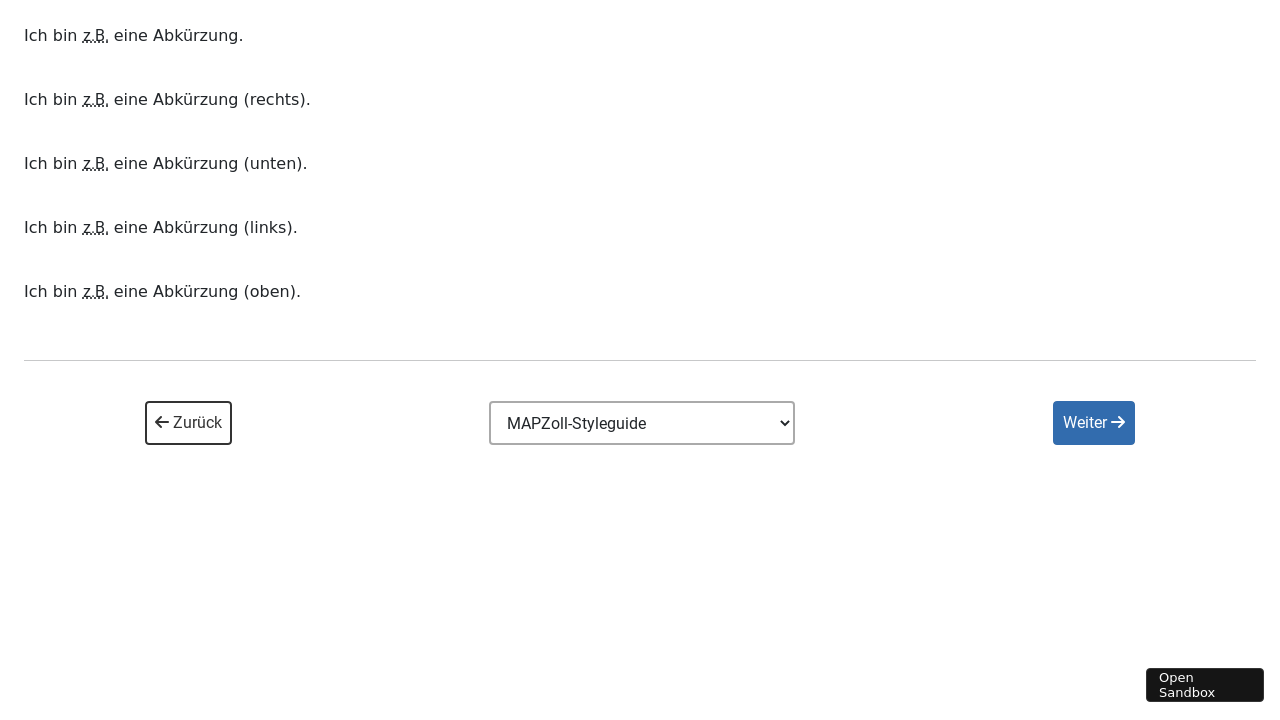 Ich bin z.B. eine Abkürzung.
Ich bin z.B. eine Abkürzung (rechts).
Ich bin z.B. eine Abkürzung (unten).
Ich bin z.B. eine Abkürzung (links).
Ich bin z.B. eine Abkürzung (oben).
← Zurück
MAPZoll-Styleguide
Weiter →
Open
Sandbox